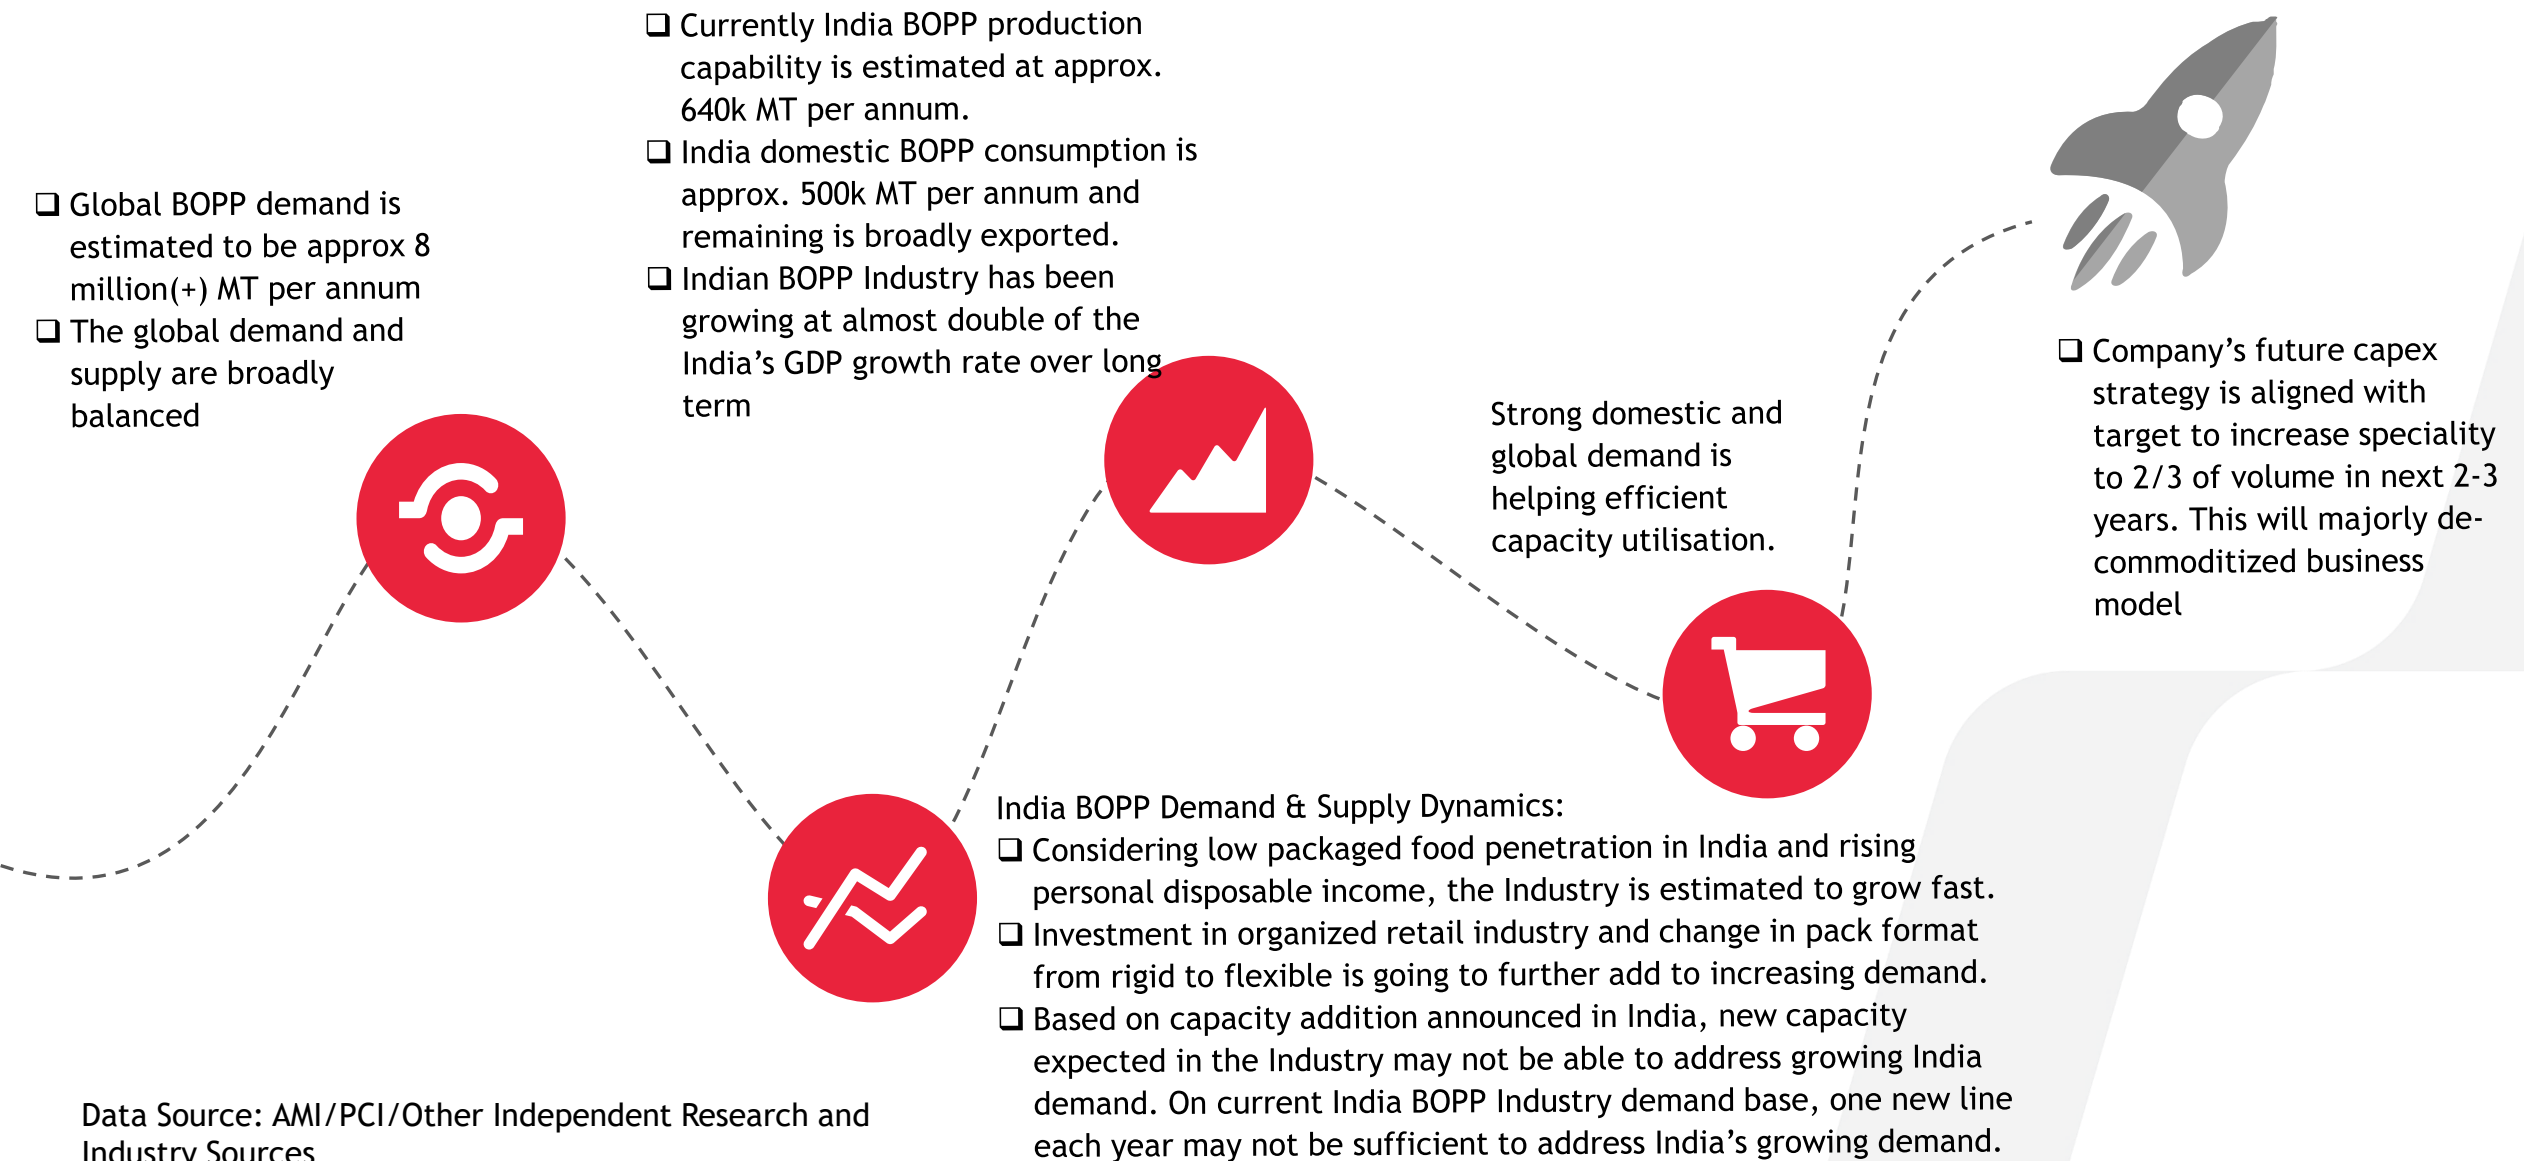 ❑ Global BOPP demand is
estimated to be approx 8
million(+) MT per annum
❑ The global demand and
supply are broadly
balanced
❑ Currently India BOPP production
capability is estimated at approx.
640k MT per annum.
❑ India domestic BOPP consumption is
approx. 500k MT per annum and
remaining is broadly exported.
❑ Indian BOPP Industry has been
growing at almost double of the
India’s GDP growth rate over long
term
Strong domestic and
global demand is
helping efficient
capacity utilisation.
❑ Company’s future capex
strategy is aligned with
target to increase speciality
to 2/3 of volume in next 2-3
years. This will majorly de-
commoditized business
model
India BOPP Demand & Supply Dynamics:
❑ Considering low packaged food penetration in India and rising
personal disposable income, the Industry is estimated to grow fast.
❑ Investment in organized retail industry and change in pack format
from rigid to flexible is going to further add to increasing demand.
❑ Based on capacity addition announced in India, new capacity
expected in the Industry may not be able to address growing India
demand. On current India BOPP Industry demand base, one new line
each year may not be sufficient to address India’s growing demand.
Data Source: AMI/PCI/Other Independent Research and
Industry Sources